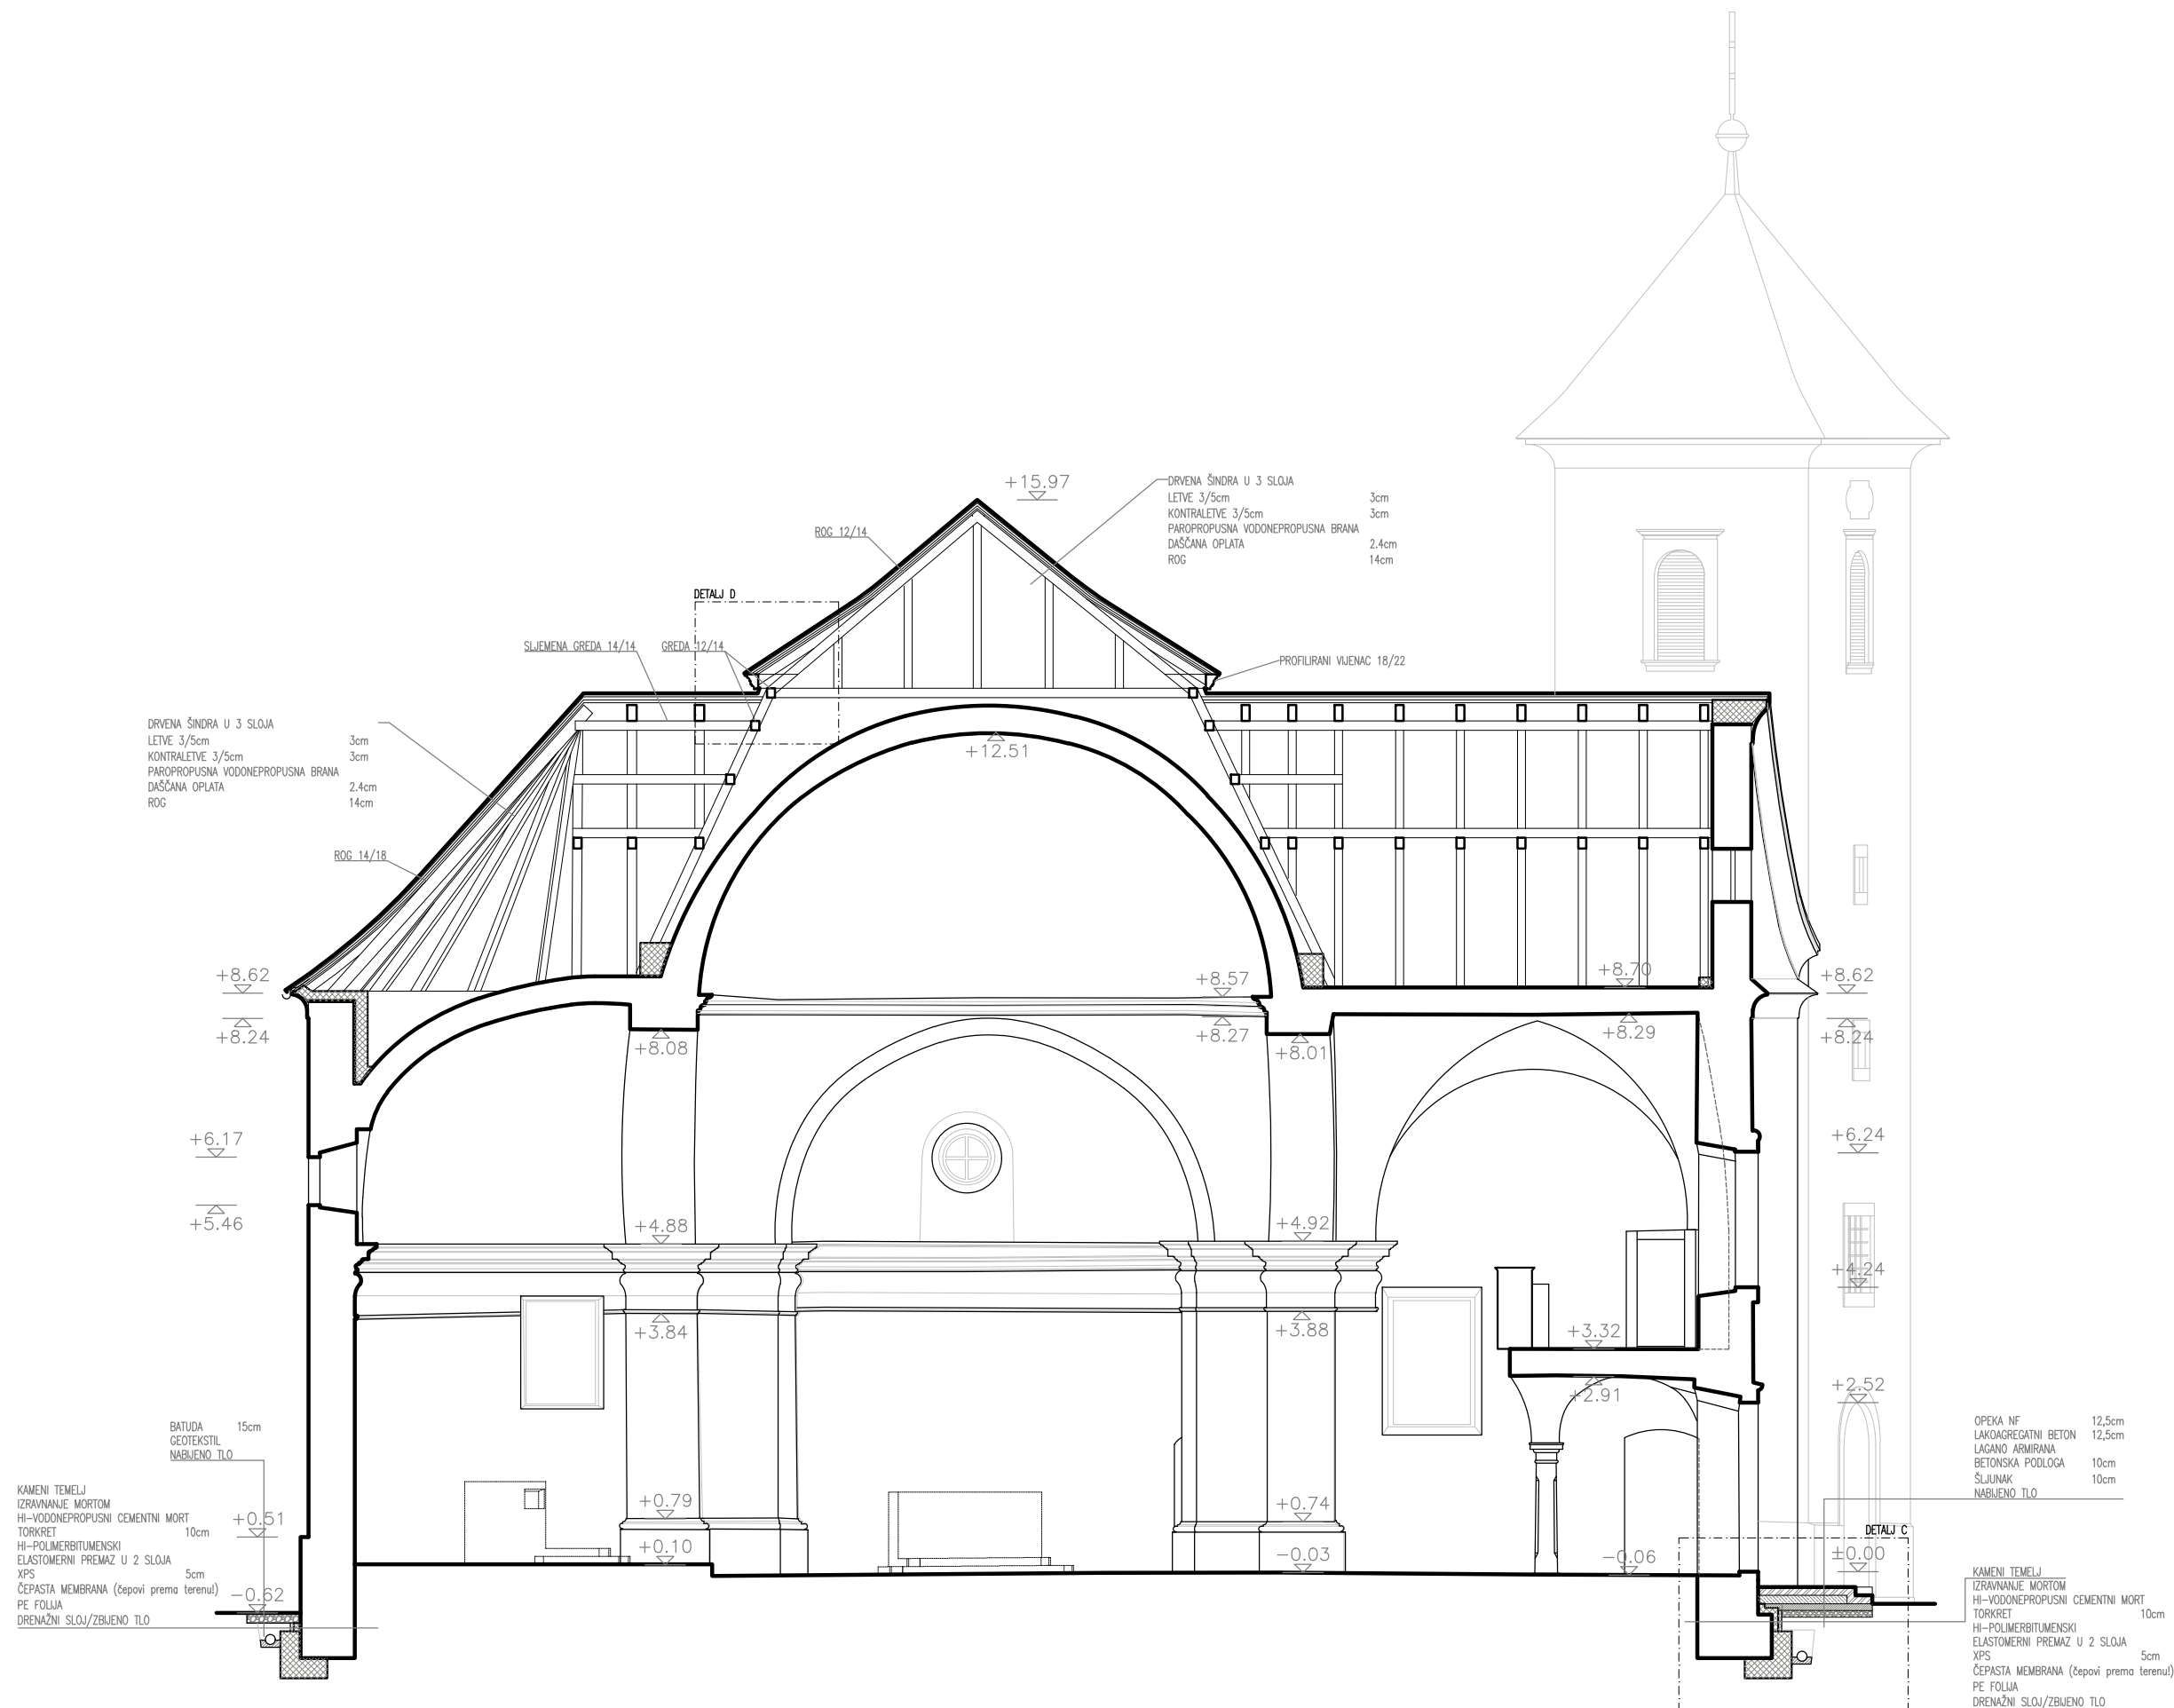 +15.97
DRVENA ŠINDRA U 3 SLOJA
LETVE 3/5cm 3cm
KONTRALETVE 3/5cm 3cm
PAROPROPUSNA VODONEPROPUSNA BRANA
DAŠČANA OPLATA 2.4cm
ROG 14cm
ROG 12/14
DETALJ D
SLJEMENA GREDA 14/14
GREDA 12/14
PROFILIRANI VIJENAC 18/22
DRVENA ŠINDRA U 3 SLOJA
LETVE 3/5cm 3cm
KONTRALETVE 3/5cm 3cm
PAROPROPUSNA VODONEPROPUSNA BRANA
DAŠČANA OPLATA 2.4cm
ROG 14cm
+12.51
ROG 14/18
+8.62
+8.57
+8.70
+8.62
+8.24
+8.08
+8.27
+8.01
+8.29
+8.24
+6.17
+6.24
+5.46
+4.88
+4.92
+4.24
+3.84
+3.88
+3.32
+2.91
+2.52
BATUDA 15cm
GEOTEKSTIL
NABIJENO TLO
OPEKA NF 12,5cm
LAKOAGREGATNI BETON 12,5cm
LAGANO ARMIRANA
BETONSKA PODLOGA 10cm
ŠLJUNAK 10cm
NABIJENO TLO
KAMENI TEMELJ
IZRAVNANJE MORTOM
HI-VODONEPROPUSNI CEMENTNI MORT
TORKRET 10cm
HI-POLIMERBITUMENSKI
ELASTOMERNI PREMAZ U 2 SLOJA
XPS 5cm
ČEPASTA MEMBRANA (čepovi prema terenu!)
PE FOLIJA
DRENAŽNI SLOJ/ZBIJENO TLO
+0.51
-0.62
+0.79
+0.10
+0.74
-0.03
-0.06
DETALJ C
±0.00
KAMENI TEMELJ
IZRAVNANJE MORTOM
HI-VODONEPROPUSNI CEMENTNI MORT
TORKRET 10cm
HI-POLIMERBITUMENSKI
ELASTOMERNI PREMAZ U 2 SLOJA
XPS 5cm
ČEPASTA MEMBRANA (čepovi prema terenu!)
PE FOLIJA
DRENAŽNI SLOJ/ZBIJENO TLO